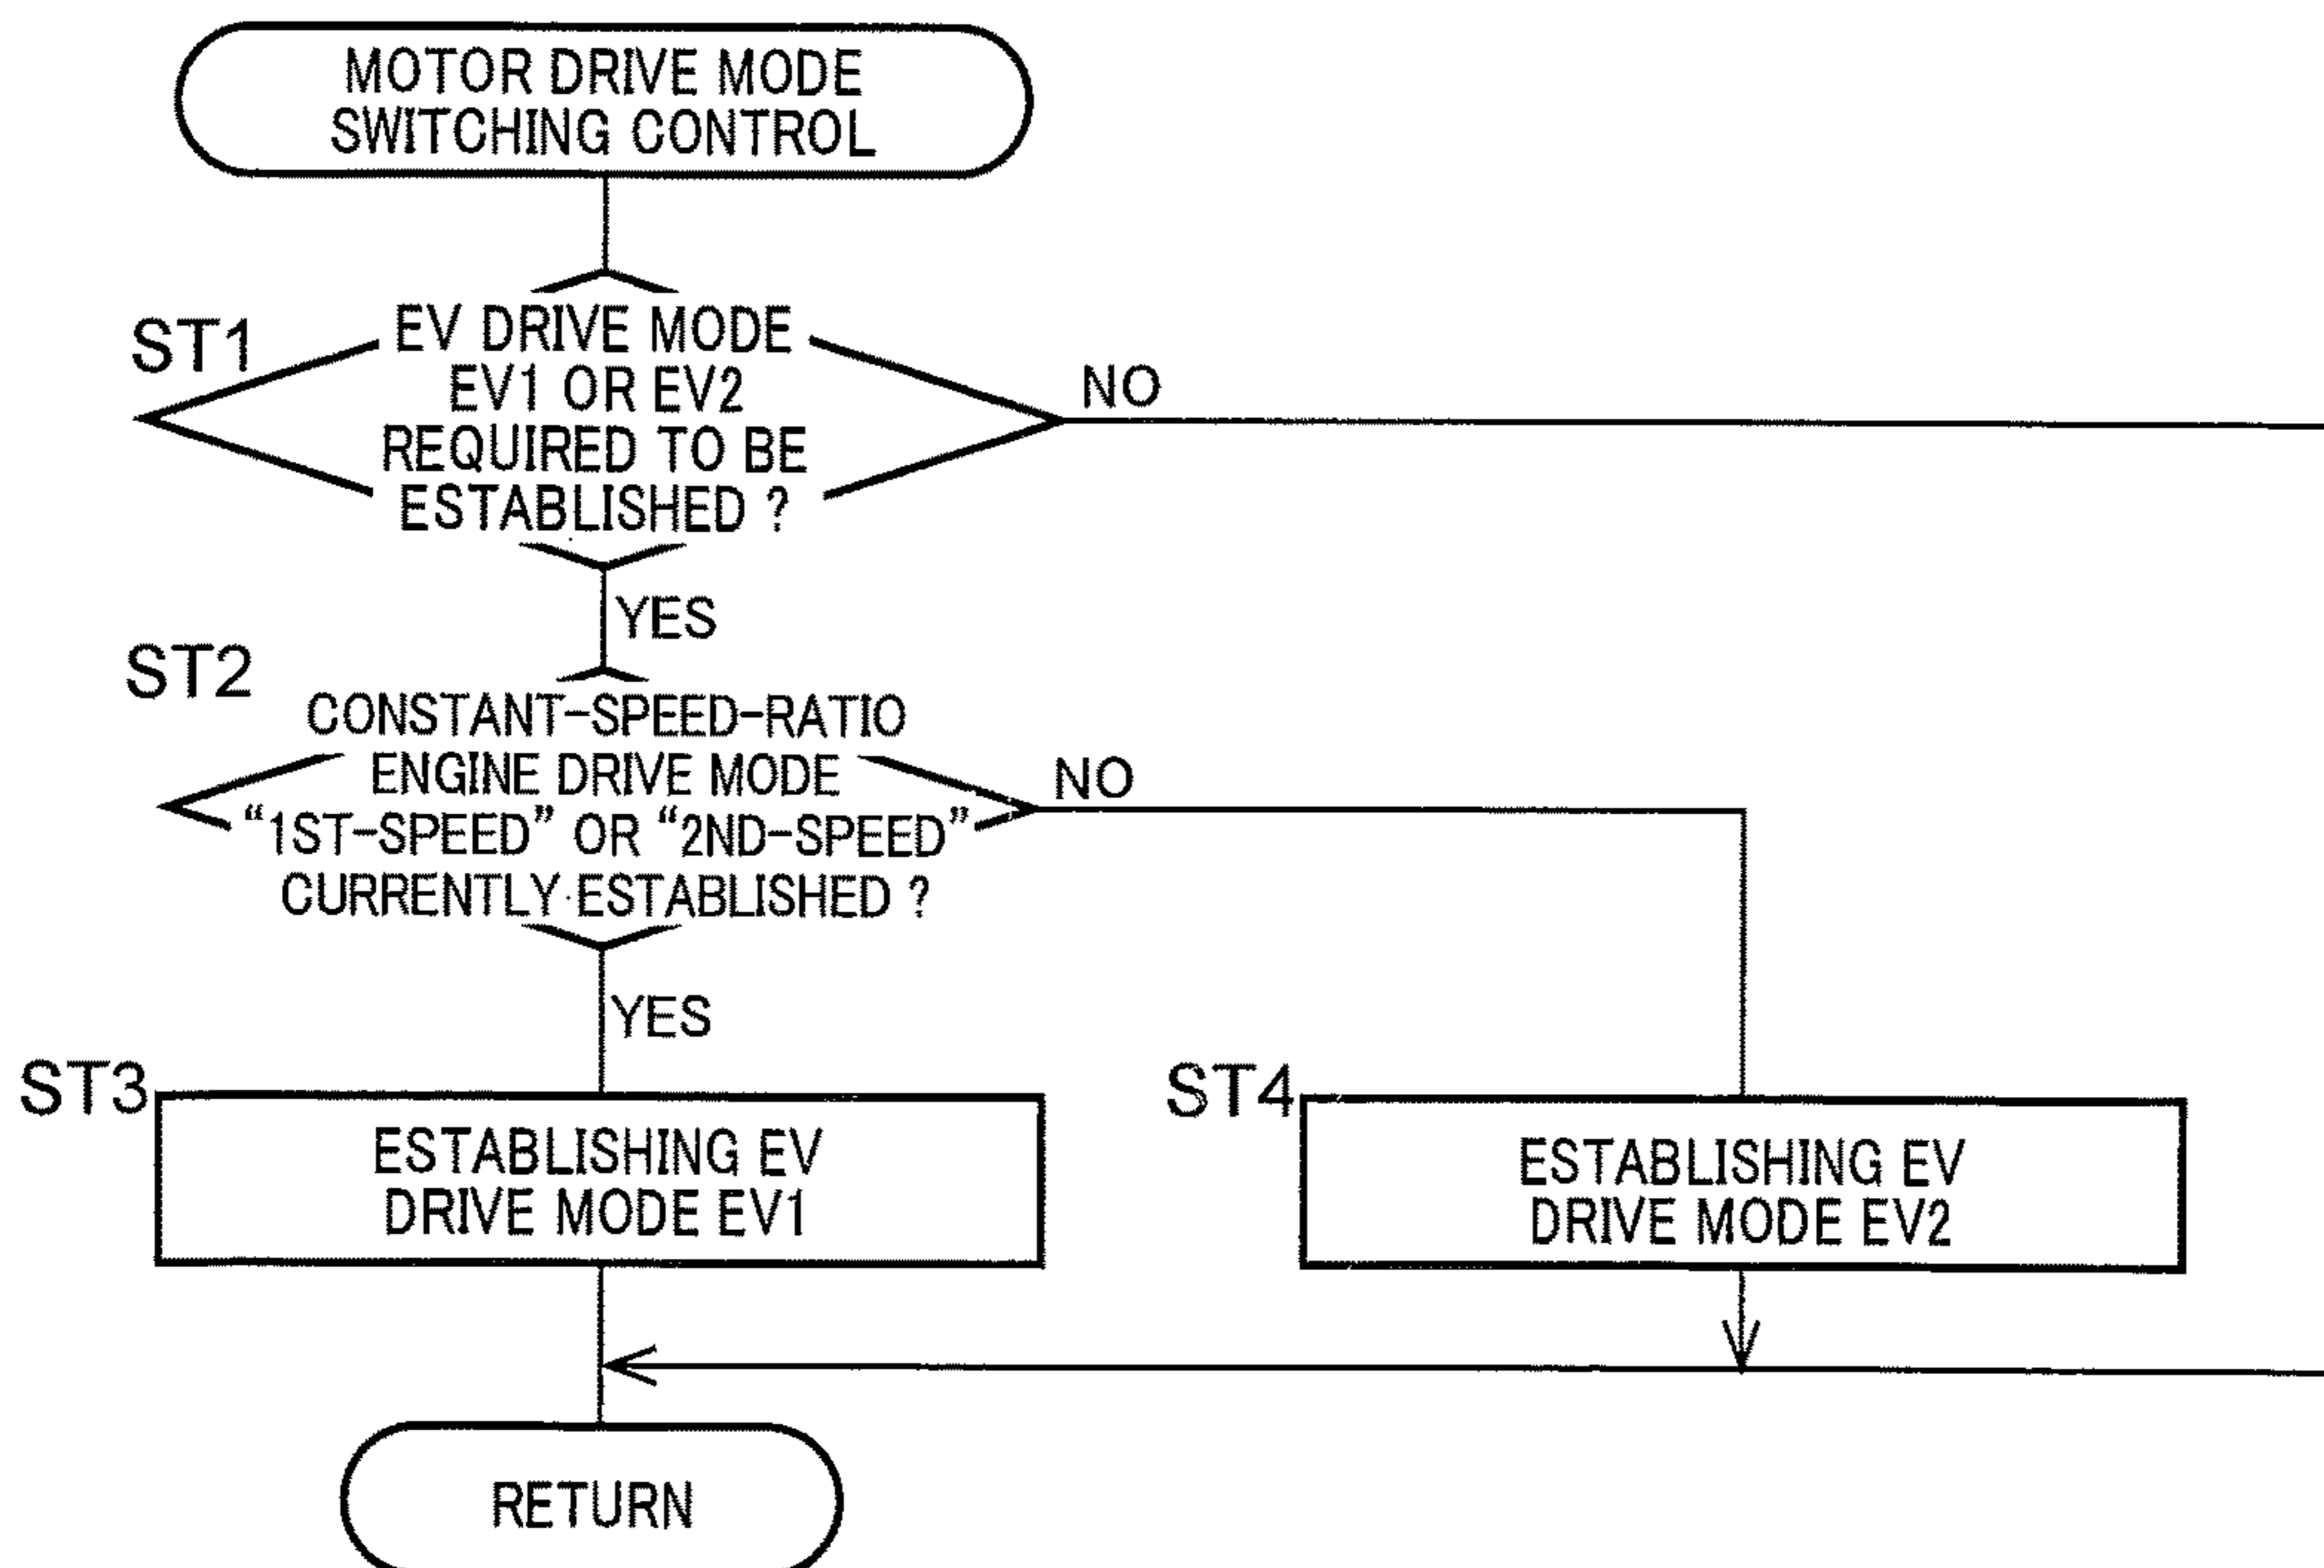 MOTOR DRIVE MODE
SWITCHING CONTROL
ST1
EV DRIVE MODE
EV1 OR EV2
REQUIRED TO BE
ESTABLISHED ?
NO
YES
ST2
CONSTANT-SPEED-RATIO
ENGINE DRIVE MODE
“1ST-SPEED” OR “2ND-SPEED”
CURRENTLY ESTABLISHED ?
NO
YES
ST3
ESTABLISHING EV
DRIVE MODE EV1
ST4
ESTABLISHING EV
DRIVE MODE EV2
RETURN